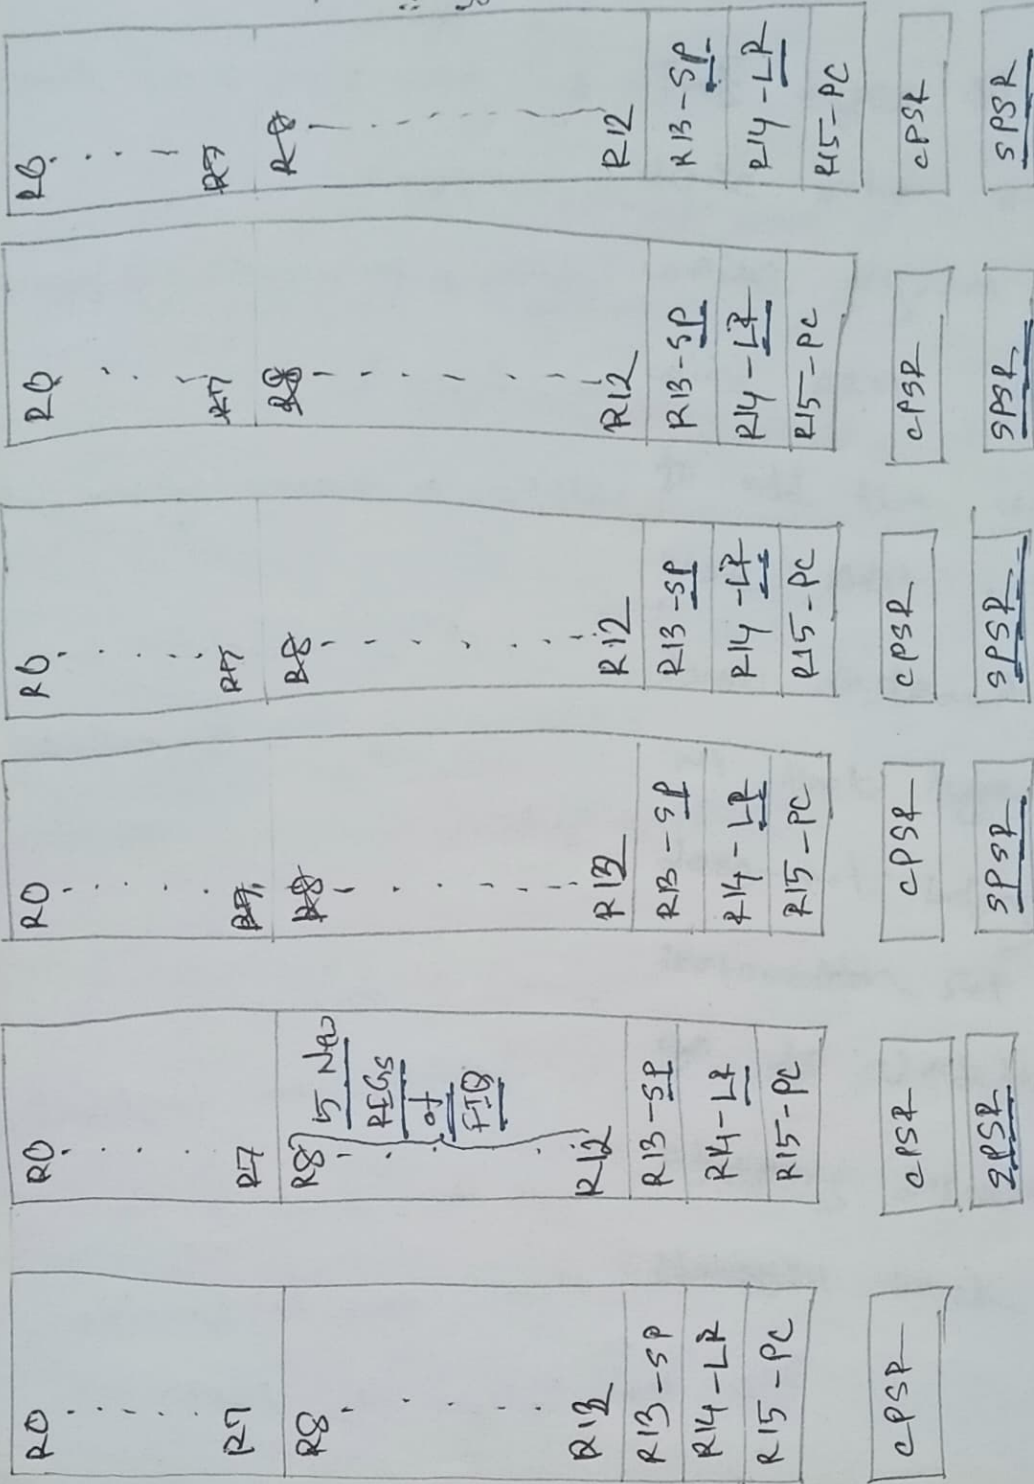 R0
R7
R8
R12
R13-SP
R14-LR
R15-PC
CPSR
R0
R7
R8
5 New
REGs
of
FIQ
R12
R13-SP
R14-LR
R15-PC
CPSR
SPSR
R0
R7
R8
R12
R13-SP
R14-LR
R15-PC
CPSR
SPSR
R0
R7
R8
R12
R13-SP
R14-LR
R15-PC
CPSR
SPSR
R0
R7
R8
R12
R13-SP
R14-LR
R15-PC
CPSR
SPSR
R0
R7
R8
R12
R13-SP
R14-LR
R15-PC
CPSR
SPSR